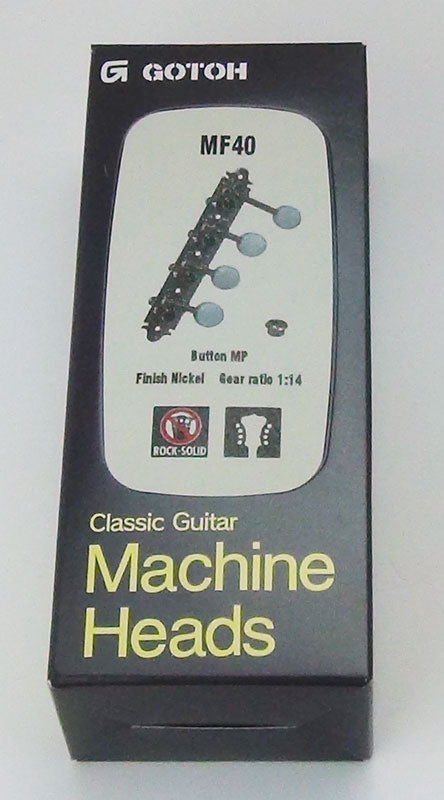 GOTOH
MF40
Button MP
Finish Nickel Gear ratio 1:14
ROCK-SOLID
Classic Guitar
Machine
Heads